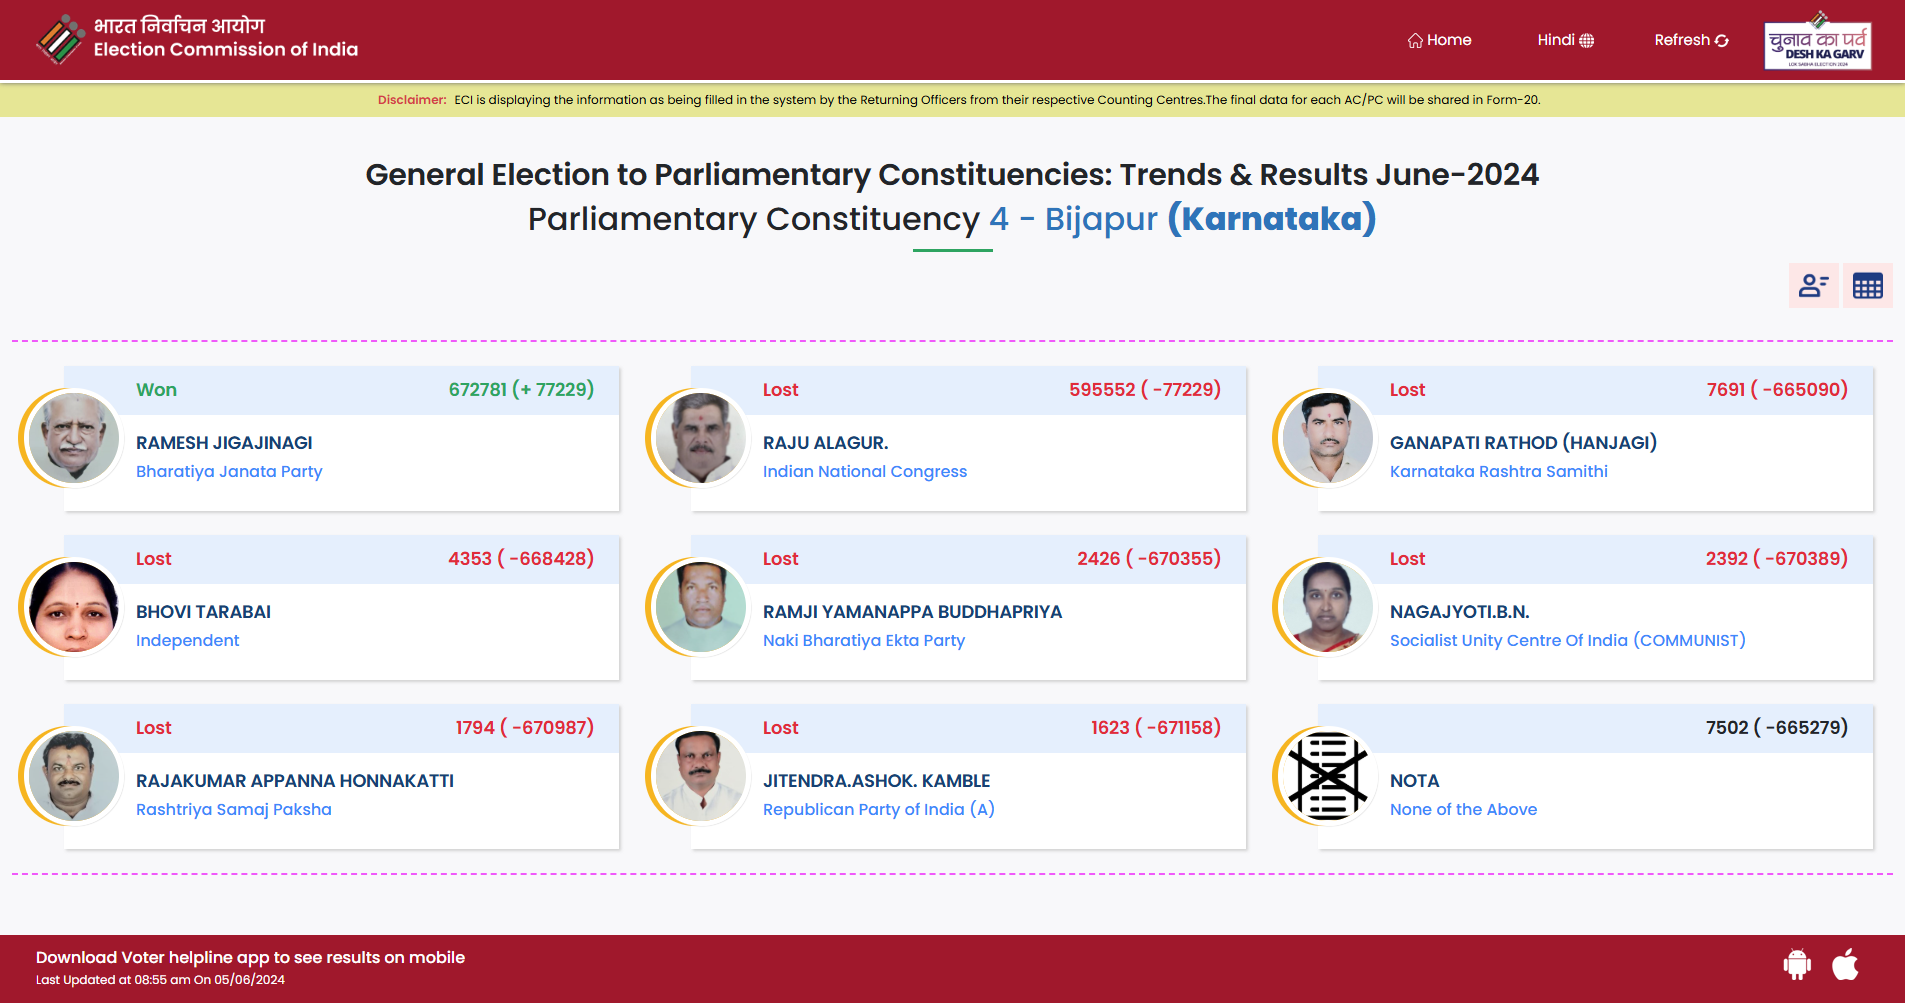 भारत निर्वाचन आयोग
Election Commission of India
Home
Hindi
Refresh
चुनाव का पर्व
DESH KA GARV
LOK SABHA ELECTION 2024
Disclaimer: ECI is displaying the information as being filled in the system by the Returning Officers from their respective Counting Centres.The final data for each AC/PC will be shared in Form-20.
General Election to Parliamentary Constituencies: Trends & Results June-2024
Parliamentary Constituency 4 - Bijapur (Karnataka)
Won 672781 (+ 77229)
RAMESH JIGAJINAGI
Bharatiya Janata Party
Lost 595552 ( -77229)
RAJU ALAGUR.
Indian National Congress
Lost 7691 ( -665090)
GANAPATI RATHOD (HANJAGI)
Karnataka Rashtra Samithi
Lost 4353 ( -668428)
BHOVI TARABAI
Independent
Lost 2426 ( -670355)
RAMJI YAMANAPPA BUDDHAPRIYA
Naki Bharatiya Ekta Party
Lost 2392 ( -670389)
NAGAJYOTI.B.N.
Socialist Unity Centre Of India (COMMUNIST)
Lost 1794 ( -670987)
RAJAKUMAR APPANNA HONNAKATTI
Rashtriya Samaj Paksha
Lost 1623 ( -671158)
JITENDRA.ASHOK. KAMBLE
Republican Party of India (A)
7502 ( -665279)
NOTA
None of the Above
Download Voter helpline app to see results on mobile
Last Updated at 08:55 am On 05/06/2024